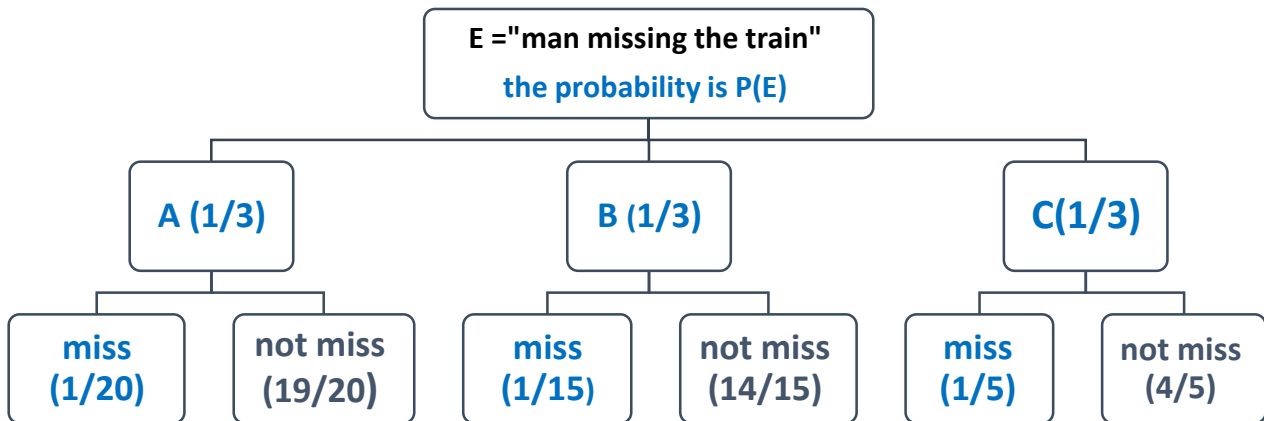 E ="man missing the train"
the probability is P(E)
A (1/3)
B (1/3)
C(1/3)
miss
(1/20)
not miss
(19/20)
miss
(1/15)
not miss
(14/15)
miss
(1/5)
not miss
(4/5)